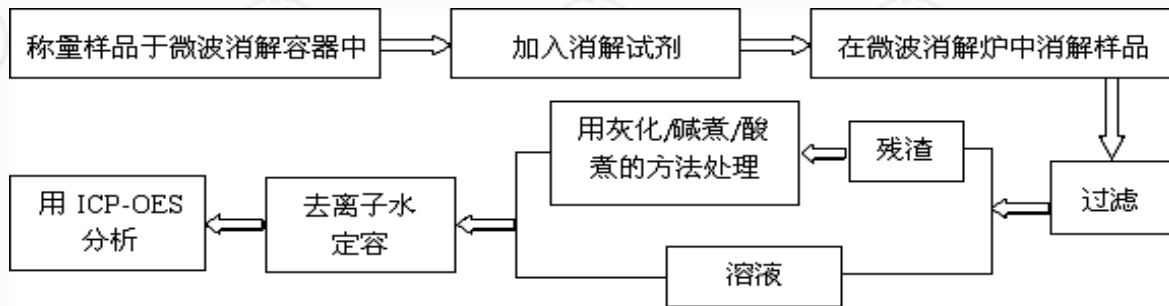 称量样品于微波消解容器中
加入消解试剂
在微波消解炉中消解样品
过滤
残渣
用灰化/碱煮/酸
煮的方法处理
溶液
去离子水
定容
用 ICP-OES
分析